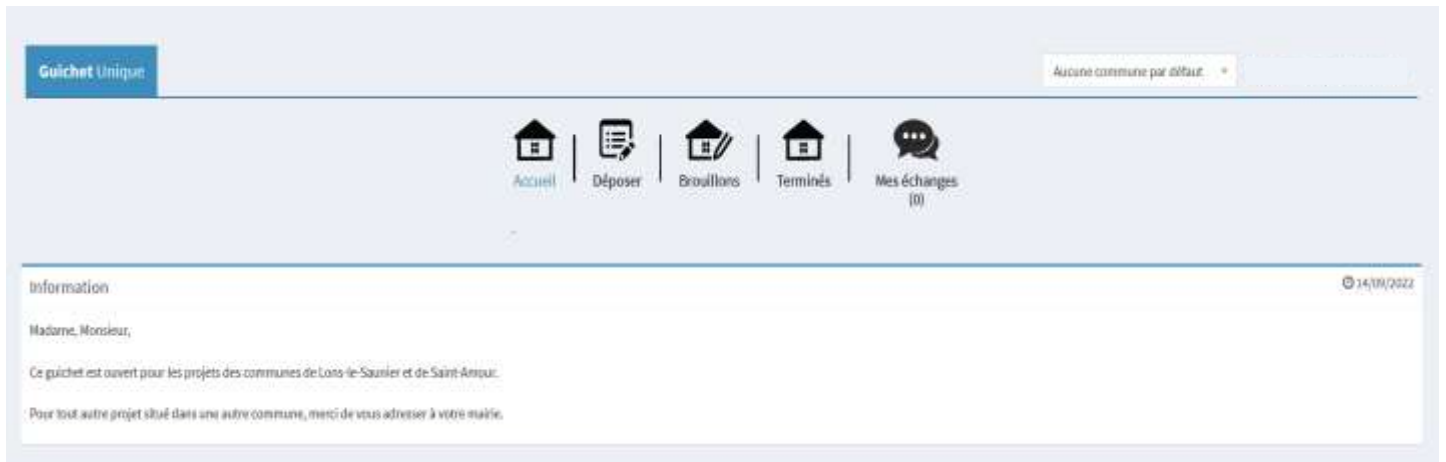 Guichet Unique
Aucune commune par défaut
Accueil
Déposer
Brouillons
Terminés
Mes échanges
(0)
Information
14/09/2022
Madame, Monsieur,
Ce guichet est ouvert pour les projets des communes de Lons-le-Saunier et de Saint-Amour.
Pour tout autre projet situé dans une autre commune, merci de vous adresser à votre mairie.